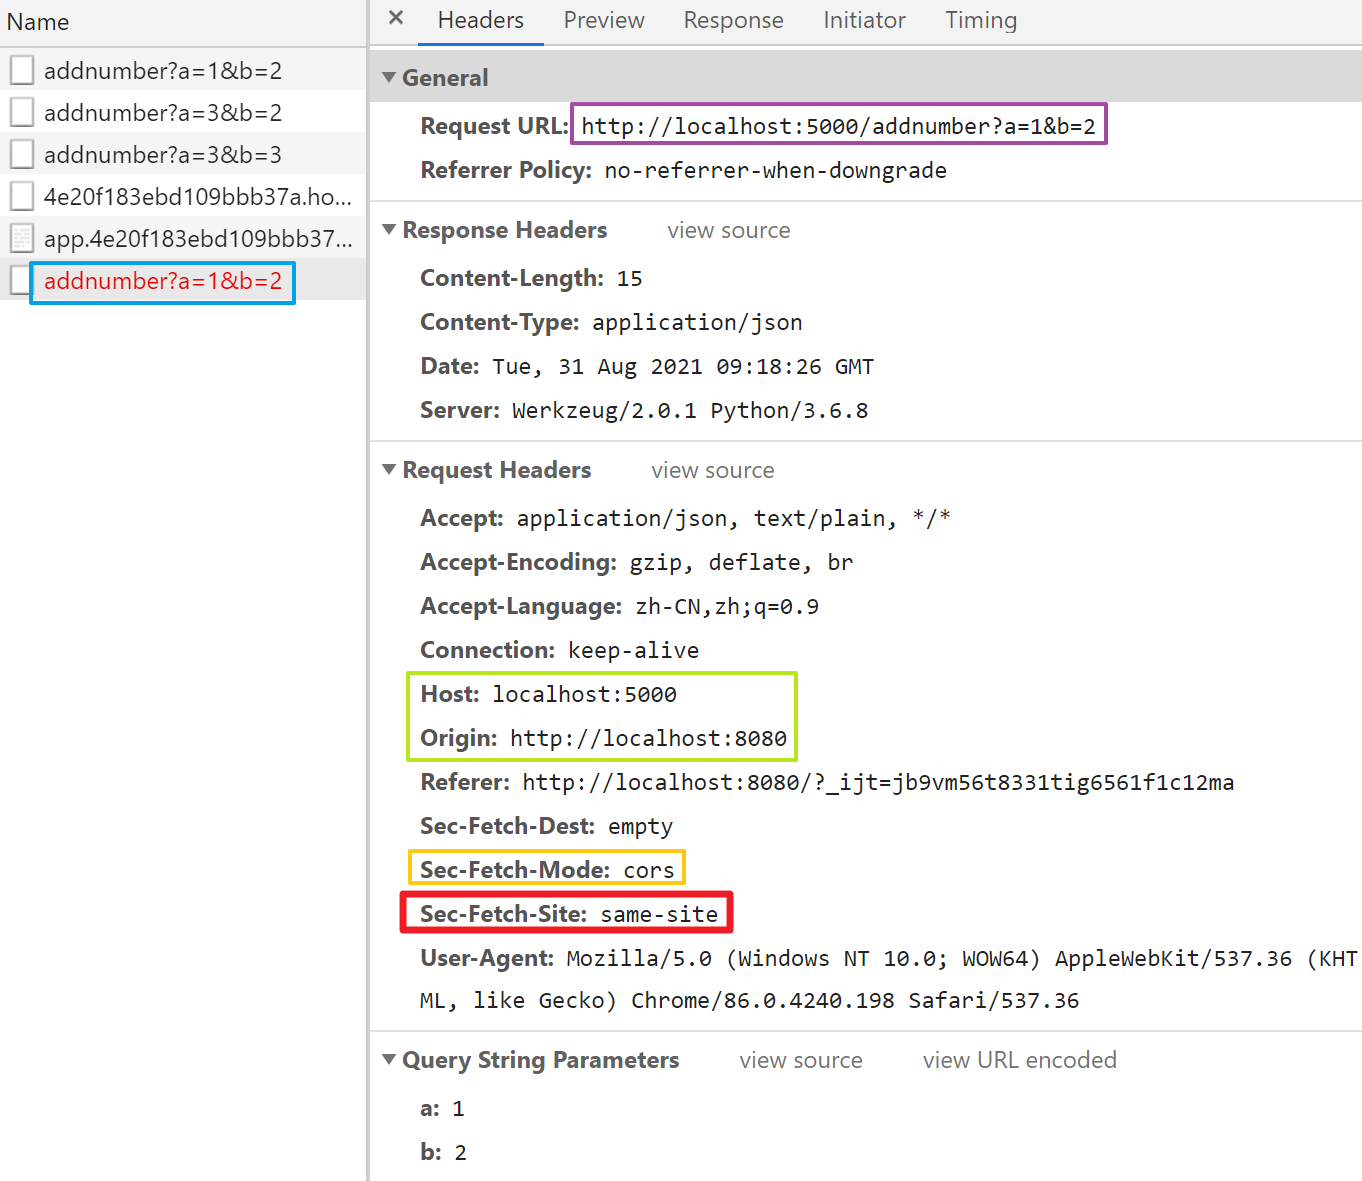 Name
addnumber?a=1&b=2
addnumber?a=3&b=2
addnumber?a=3&b=3
4e20f183ebd109bbb37a.ho...
app.4e20f183ebd109bbb37...
addnumber?a=1&b=2
× Headers Preview Response Initiator Timing
General
Request URL: http://localhost:5000/addnumber?a=1&b=2
Referrer Policy: no-referrer-when-downgrade
Response Headers view source
Content-Length: 15
Content-Type: application/json
Date: Tue, 31 Aug 2021 09:18:26 GMT
Server: Werkzeug/2.0.1 Python/3.6.8
Request Headers view source
Accept: application/json, text/plain, */*
Accept-Encoding: gzip, deflate, br
Accept-Language: zh-CN,zh;q=0.9
Connection: keep-alive
Host: localhost:5000
Origin: http://localhost:8080
Referer: http://localhost:8080/?_ijt=jb9vm56t8331tig6561f1c12ma
Sec-Fetch-Dest: empty
Sec-Fetch-Mode: cors
Sec-Fetch-Site: same-site
User-Agent: Mozilla/5.0 (Windows NT 10.0; WOW64) AppleWebKit/537.36 (KHT
ML, like Gecko) Chrome/86.0.4240.198 Safari/537.36
Query String Parameters view source view URL encoded
a: 1
b: 2